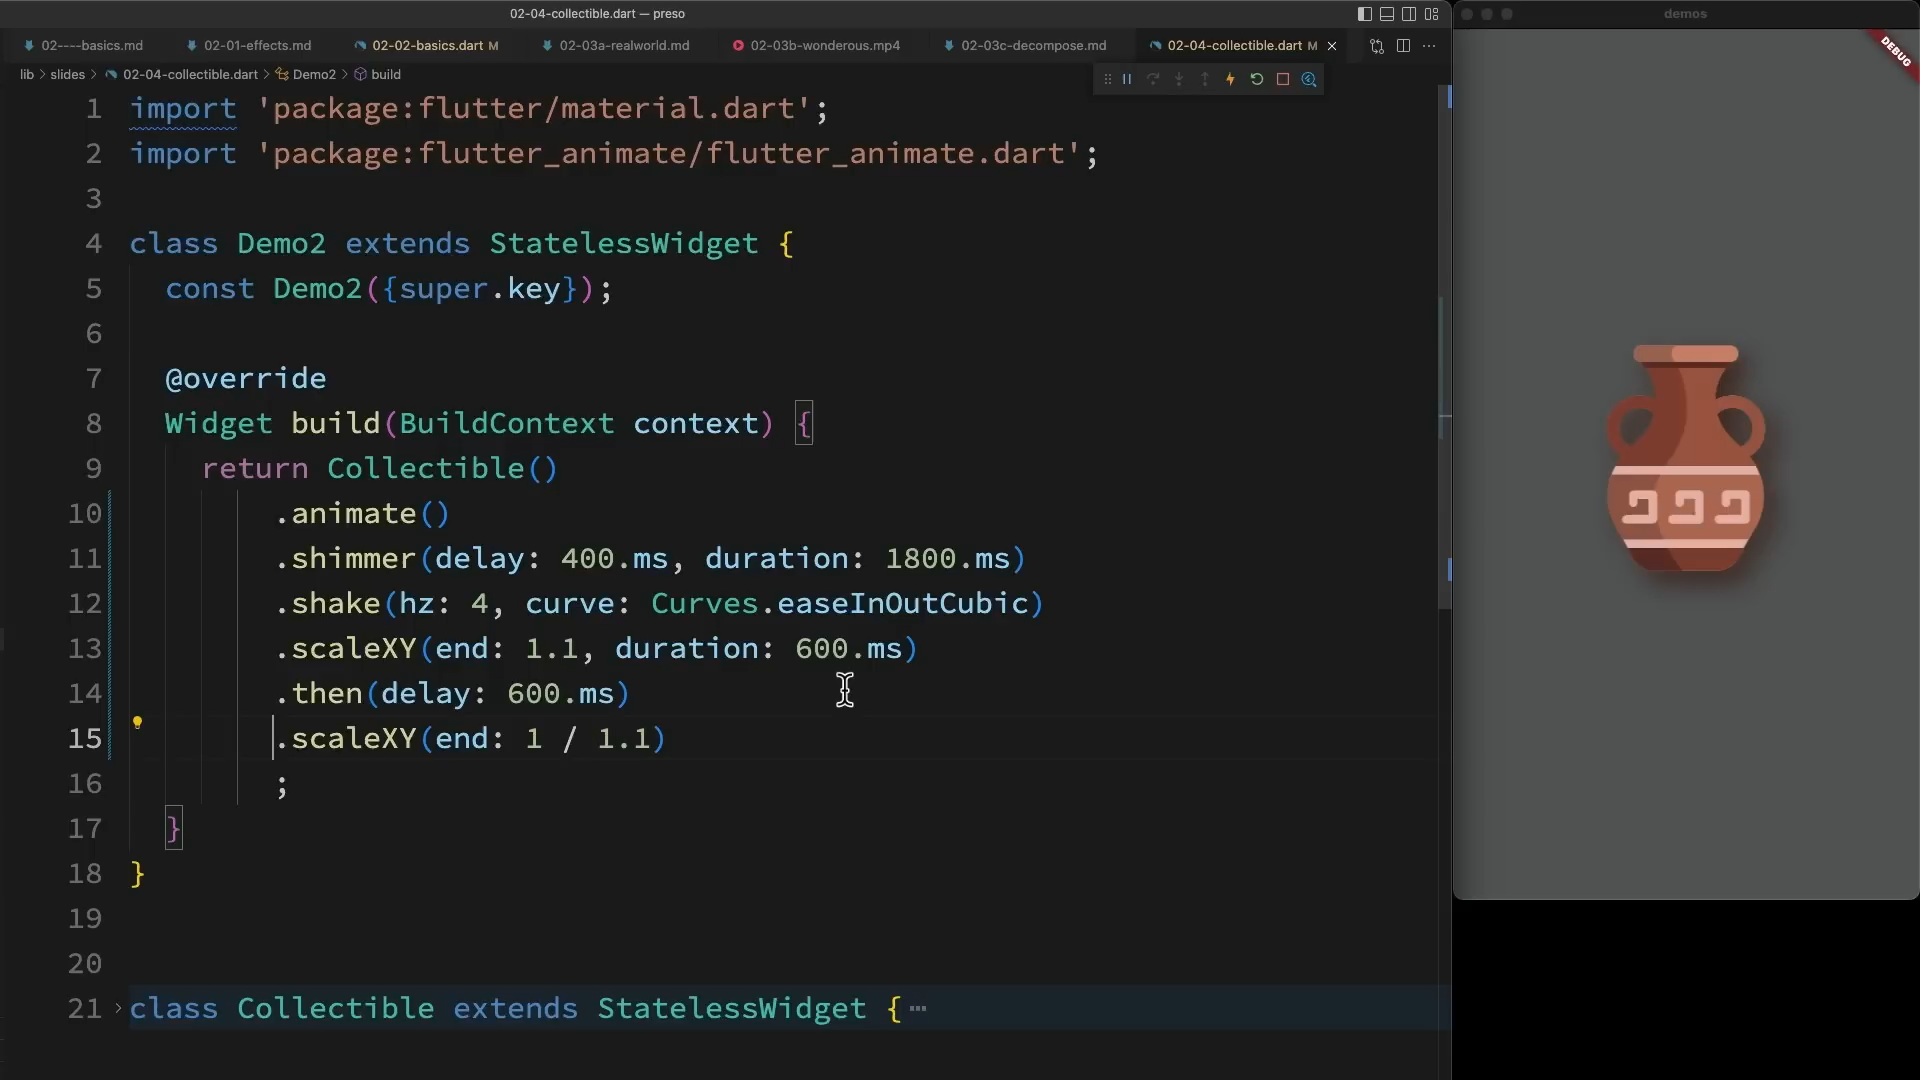 02-04-collectible.dart — preso
demos
02----basics.md
02-01-effects.md
02-02-basics.dart M
02-03a-realworld.md
02-03b-wonderous.mp4
02-03c-decompose.md
02-04-collectible.dart M
DEBUG
lib > slides > 02-04-collectible.dart > Demo2 > build
1 import 'package:flutter/material.dart';
2 import 'package:flutter_animate/flutter_animate.dart';
3
4 class Demo2 extends StatelessWidget {
5 const Demo2({super.key});
6
7 @override
8 Widget build(BuildContext context) {
9 return Collectible()
10 .animate()
11 .shimmer(delay: 400.ms, duration: 1800.ms)
12 .shake(hz: 4, curve: Curves.easeInOutCubic)
13 .scaleXY(end: 1.1, duration: 600.ms)
14 .then(delay: 600.ms)
15 .scaleXY(end: 1 / 1.1)
16 ;
17 }
18 }
19
20
21 class Collectible extends StatelessWidget { ⋯